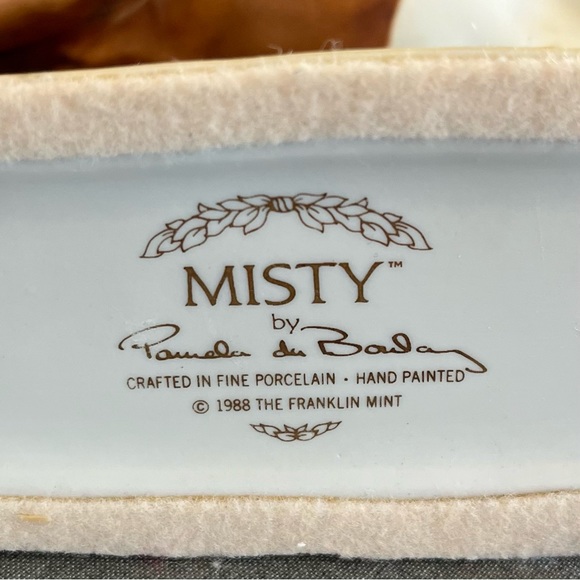 MISTY™
by
Pamela du Boulay
CRAFTED IN FINE PORCELAIN · HAND PAINTED
© 1988 THE FRANKLIN MINT